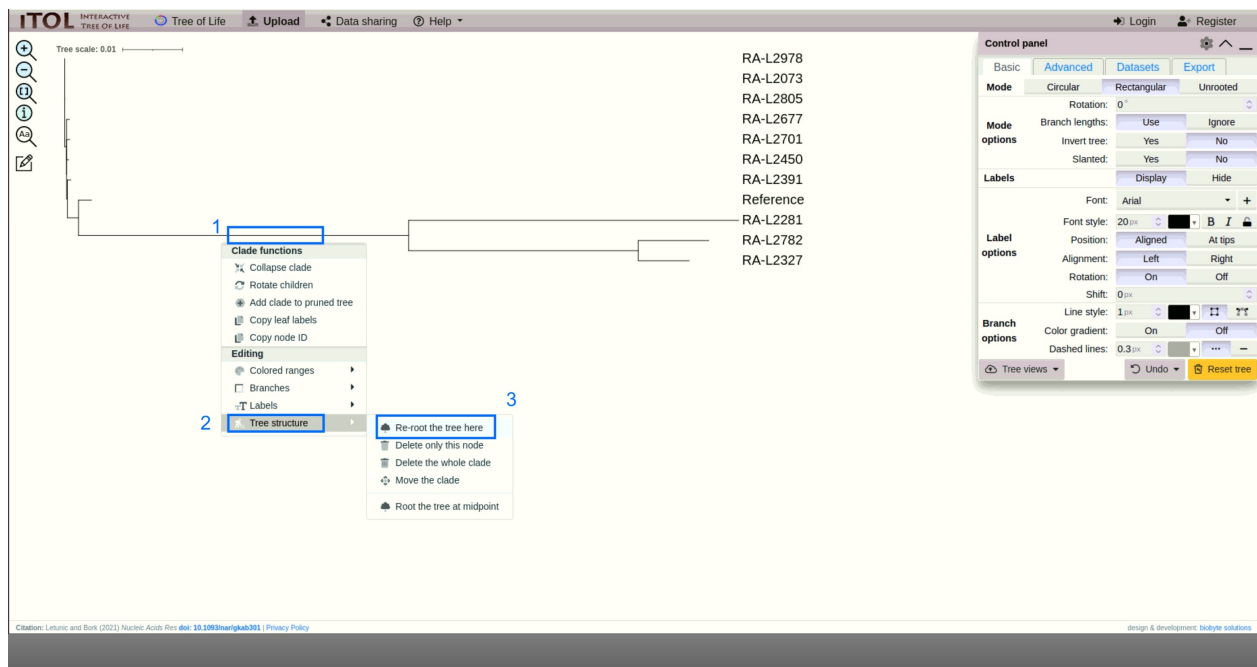 iTOL INTERACTIVE TREE OF LIFE Tree of Life Upload Data sharing Help Login Register
Tree scale: 0.01
RA-L2978
RA-L2073
RA-L2805
RA-L2677
RA-L2701
RA-L2450
RA-L2391
Reference
RA-L2281
RA-L2782
RA-L2327
1
Clade functions
Collapse clade
Rotate children
Add clade to pruned tree
Copy leaf labels
Copy node ID
Editing
Colored ranges
Branches
Labels
2 Tree structure
3
Re-root the tree here
Delete only this node
Delete the whole clade
Move the clade
Root the tree at midpoint
Control panel
Basic Advanced Datasets Export
Mode Circular Rectangular Unrooted
Mode options
Rotation: 0°
Branch lengths: Use Ignore
Invert tree: Yes No
Slanted: Yes No
Labels Display Hide
Label options
Font: Arial +
Font style: 20 px B I
Position: Aligned At tips
Alignment: Left Right
Rotation: On Off
Shift: 0 px
Branch options
Line style: 1 px
Color gradient: On Off
Dashed lines: 0.3 px
Tree views Undo Reset tree
Citation: Letunic and Bork (2021) Nucleic Acids Res doi: 10.1093/nar/gkab301 | Privacy Policy
design & development: biobyte solutions